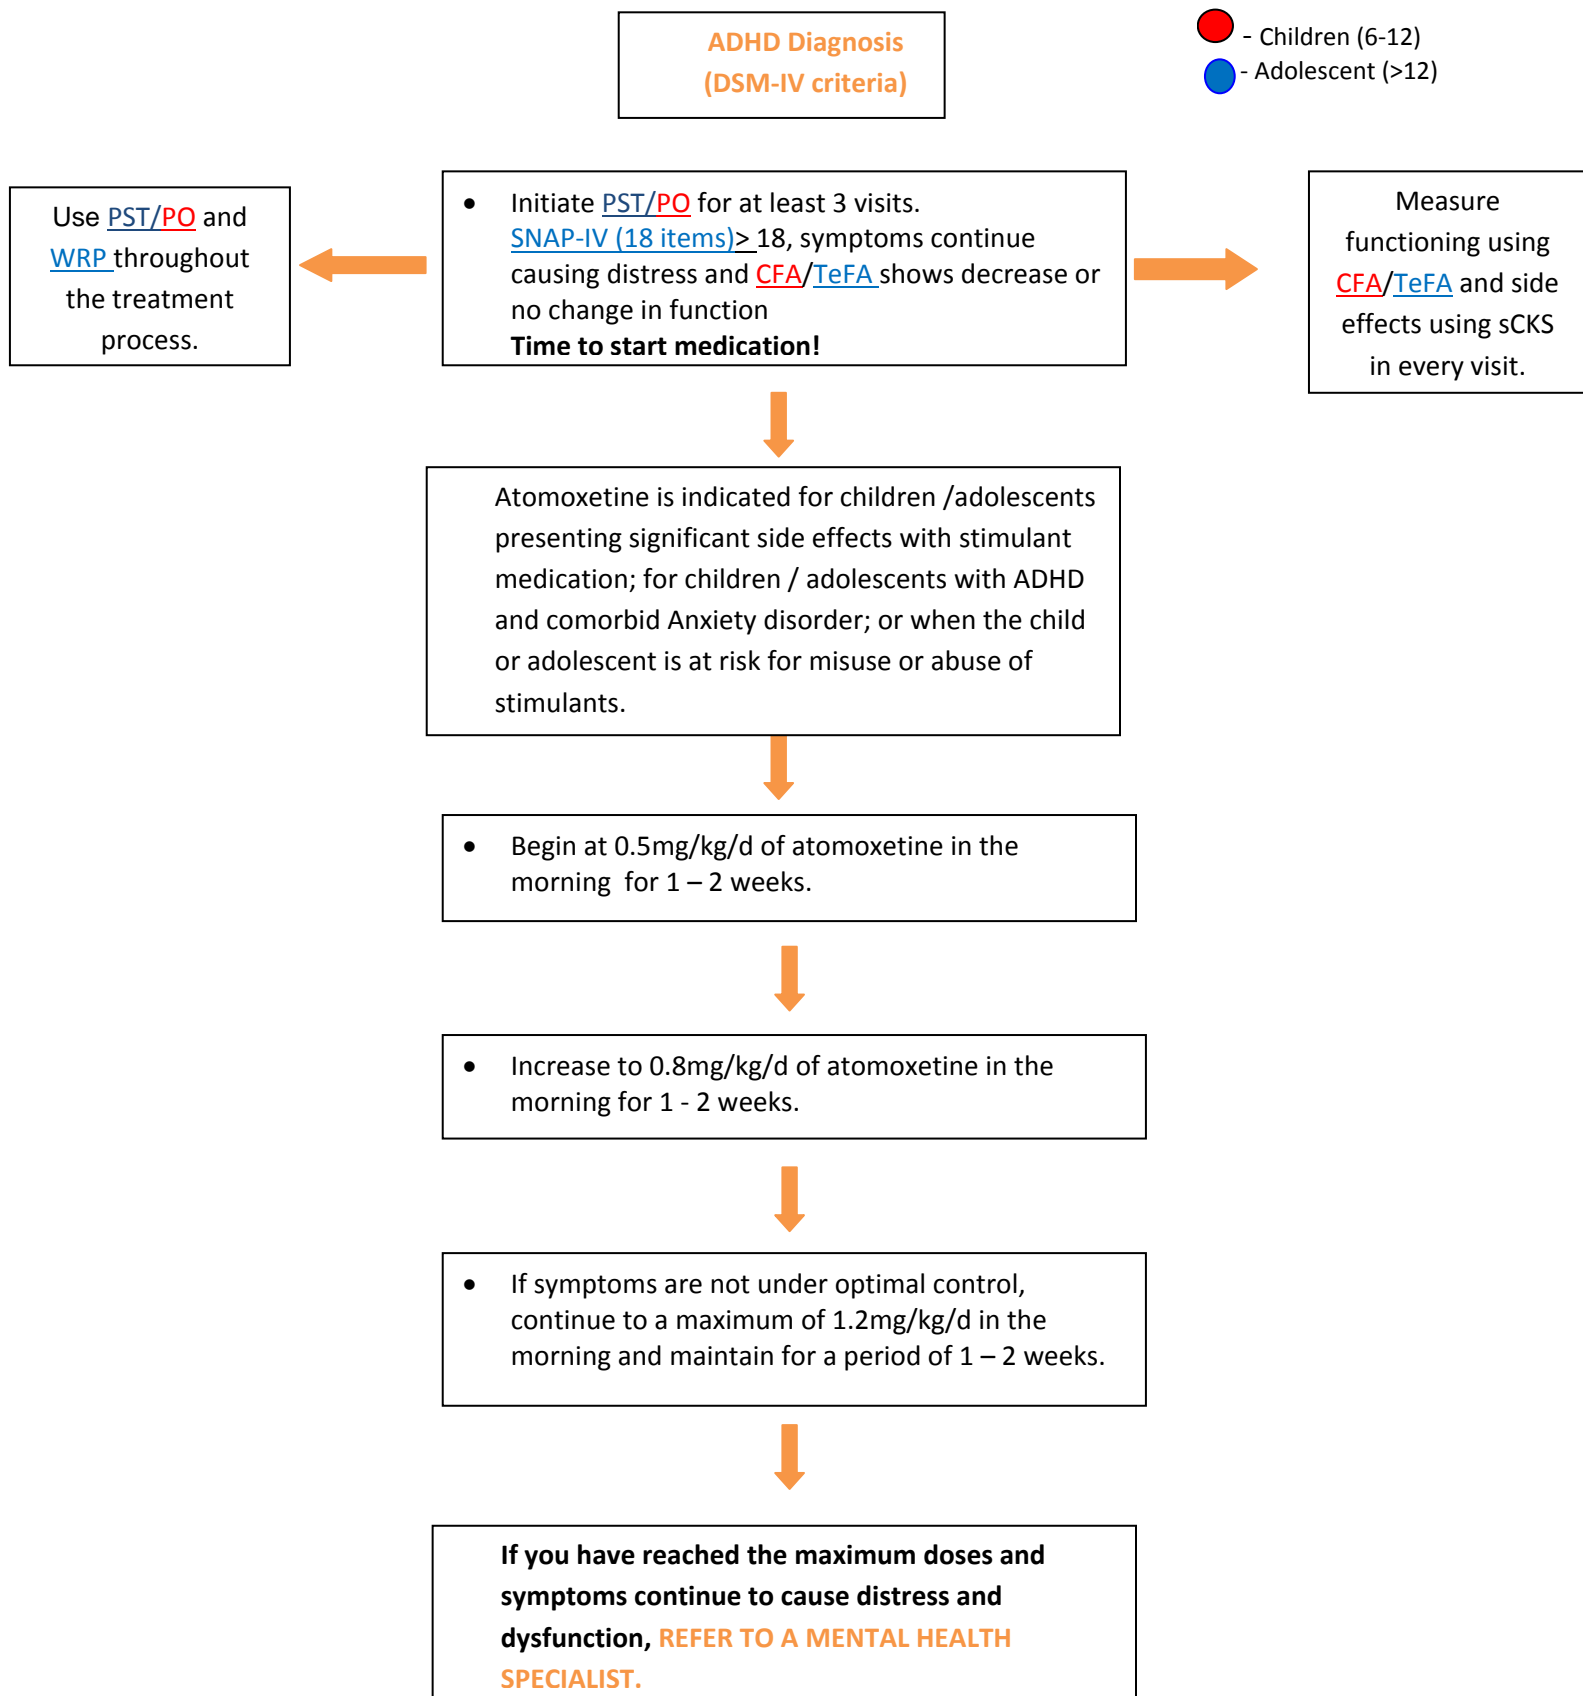 ADHD Diagnosis
(DSM-IV criteria)
- Children (6-12)
- Adolescent (>12)
Use PST/PO and
WRP throughout
the treatment
process.
• Initiate PST/PO for at least 3 visits.
SNAP-IV (18 items)> 18, symptoms continue
causing distress and CFA/TeFA shows decrease or
no change in function
Time to start medication!
Measure
functioning using
CFA/TeFA and side
effects using sCKS
in every visit.
Atomoxetine is indicated for children /adolescents
presenting significant side effects with stimulant
medication; for children / adolescents with ADHD
and comorbid Anxiety disorder; or when the child
or adolescent is at risk for misuse or abuse of
stimulants.
• Begin at 0.5mg/kg/d of atomoxetine in the
morning for 1 – 2 weeks.
• Increase to 0.8mg/kg/d of atomoxetine in the
morning for 1 - 2 weeks.
• If symptoms are not under optimal control,
continue to a maximum of 1.2mg/kg/d in the
morning and maintain for a period of 1 – 2 weeks.
If you have reached the maximum doses and
symptoms continue to cause distress and
dysfunction, REFER TO A MENTAL HEALTH
SPECIALIST.